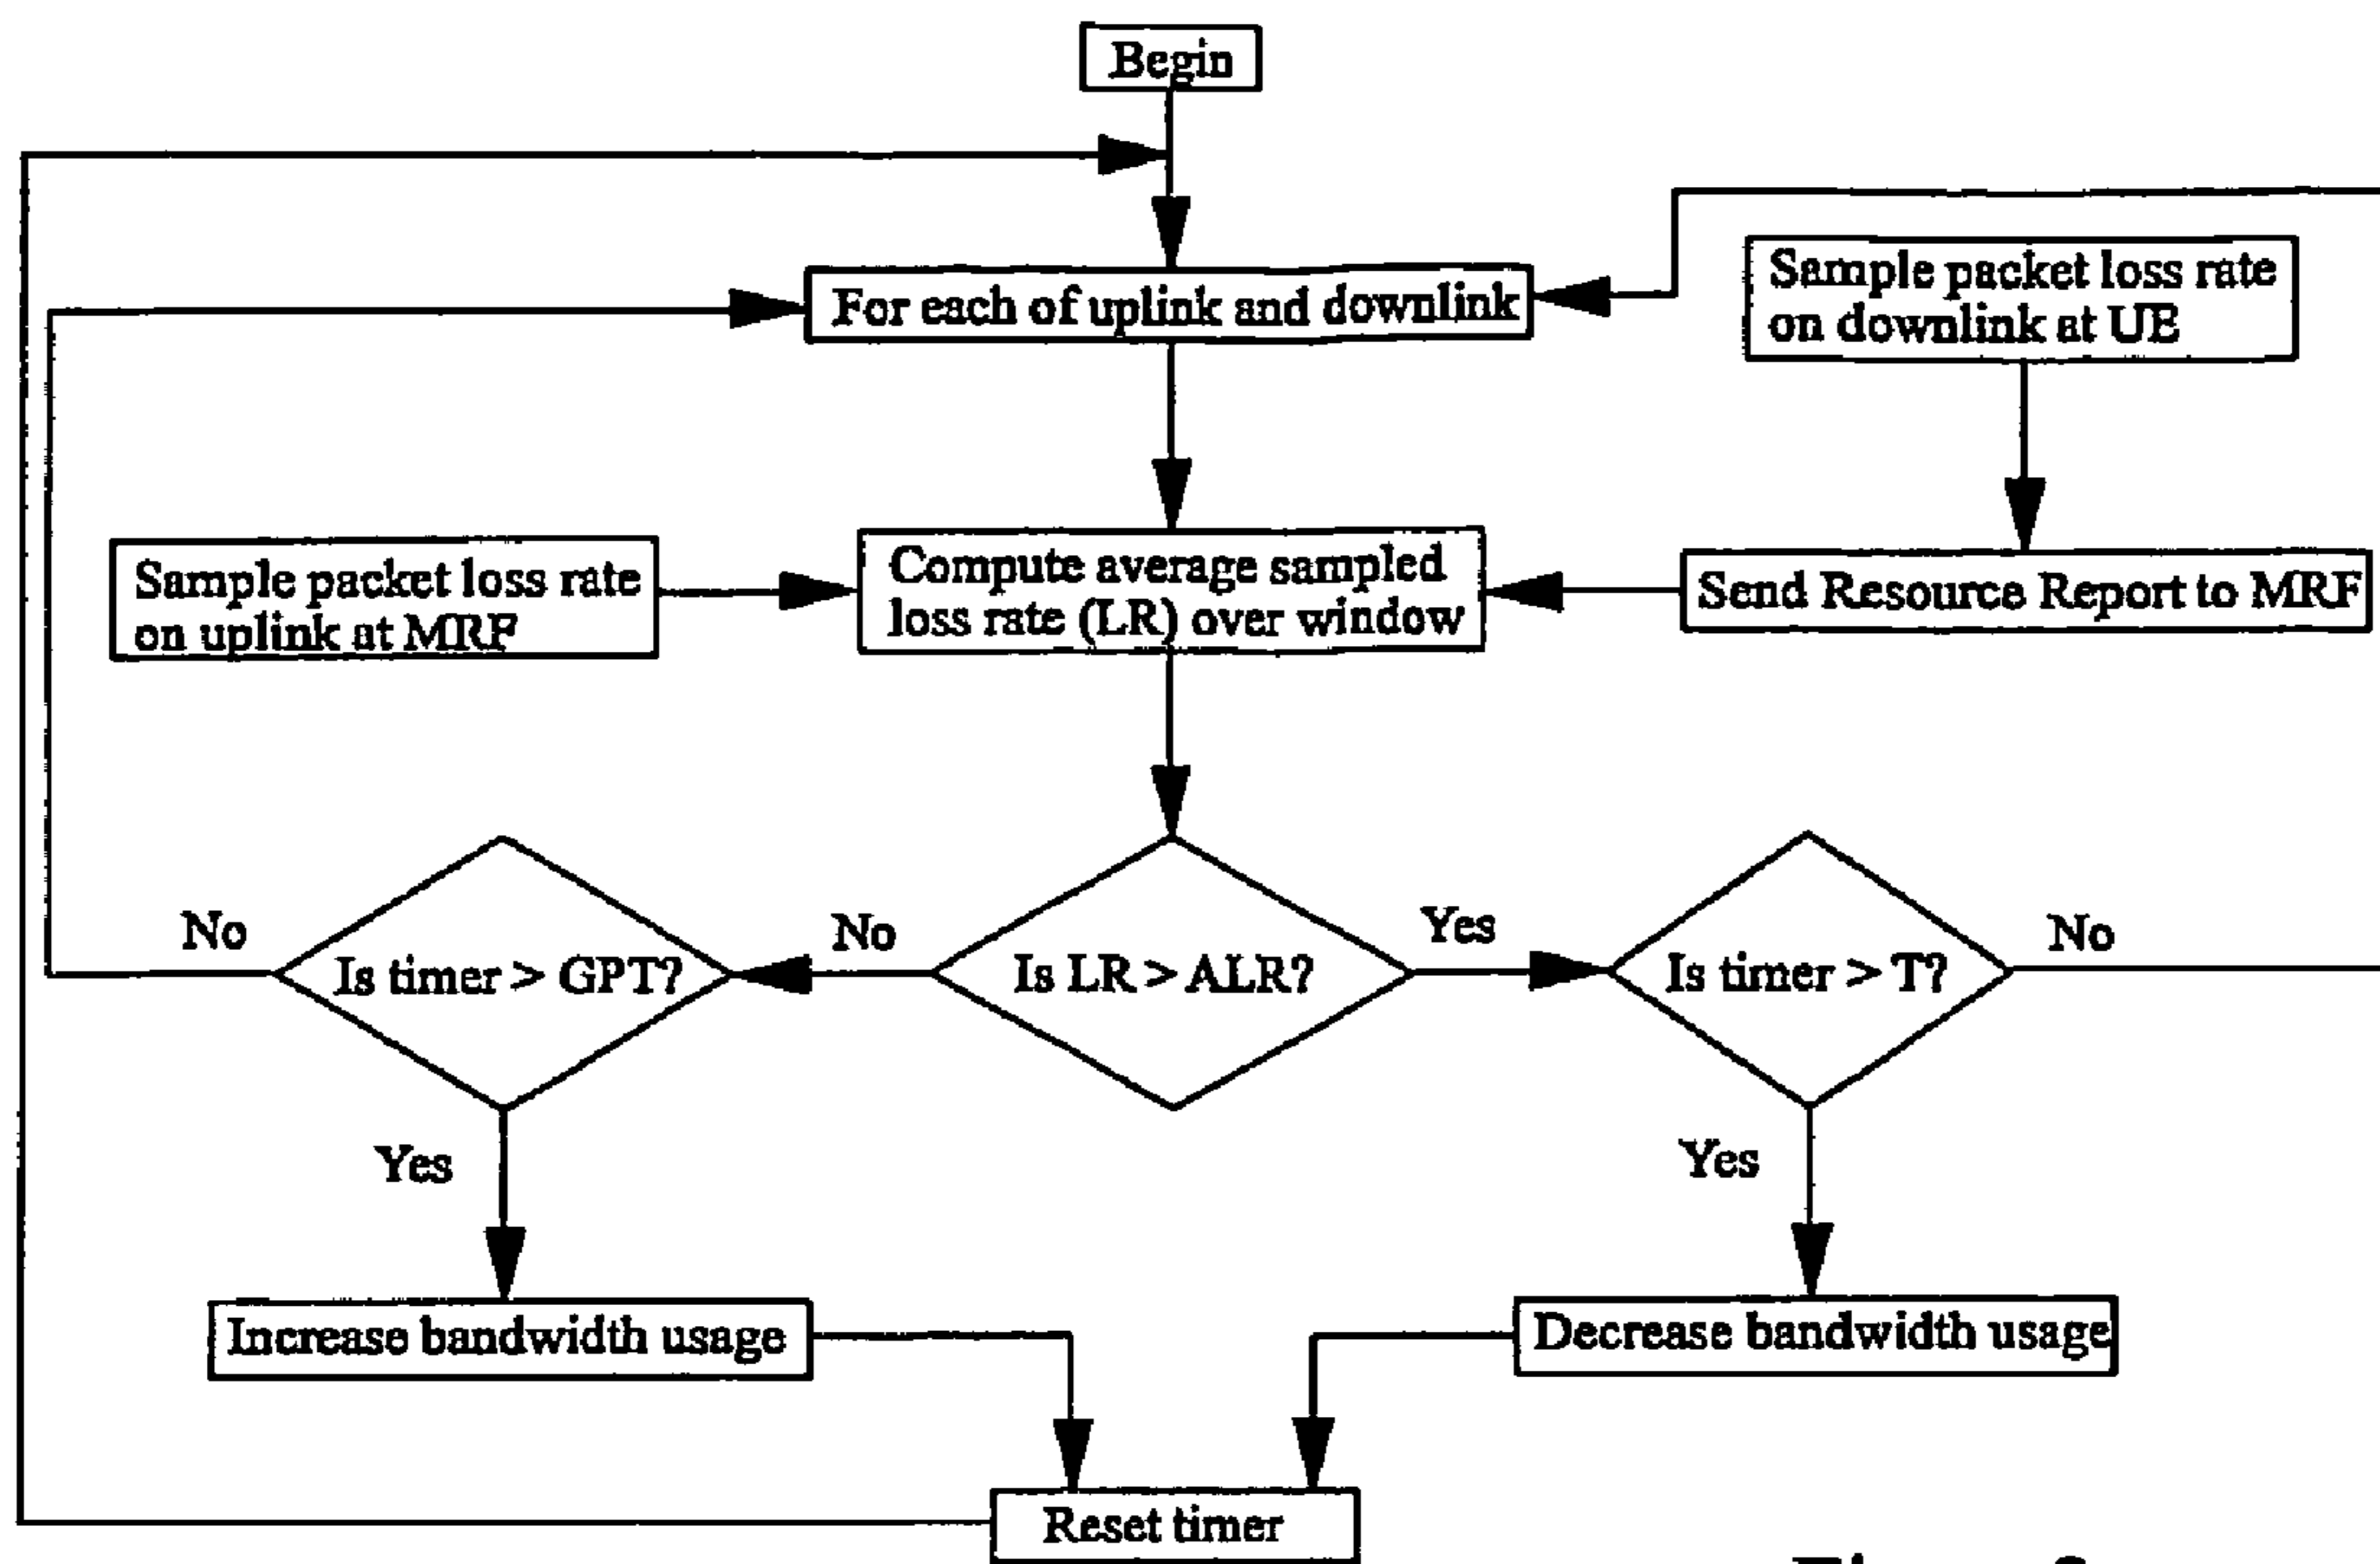 Begin
For each of uplink and downlink
Sample packet loss rate
on downlink at UE
Sample packet loss rate
on uplink at MRF
Compute average sampled
loss rate (LR) over window
Send Resource Report to MRF
No
Is timer > GPT?
No
Is LR > ALR?
Yes
Is timer > T?
No
Yes
Yes
Increase bandwidth usage
Decrease bandwidth usage
Reset timer